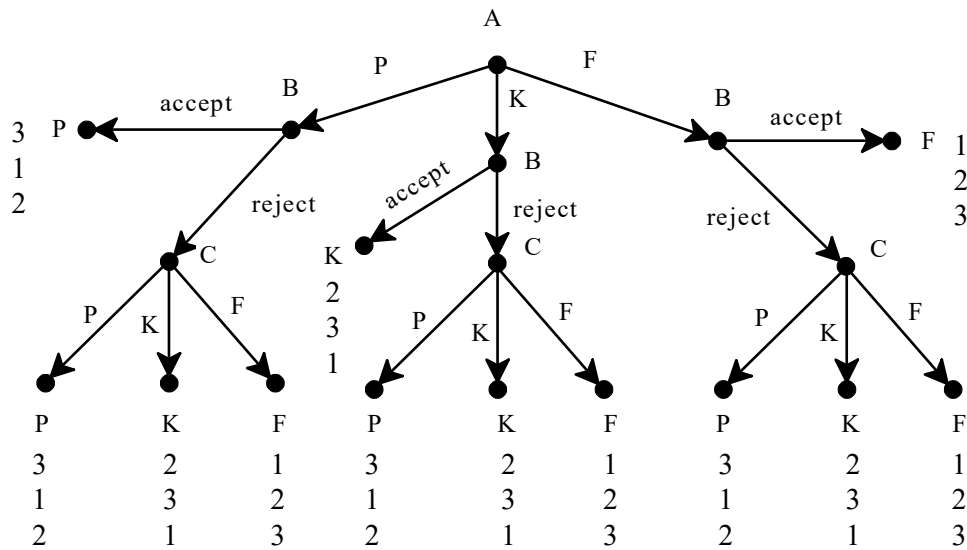 A
P
F
K
B
B
accept
accept
3
P
1
2
B
F
1
2
3
accept
reject
reject
reject
K
2
3
1
C
C
C
P
K
F
P
K
F
P
K
F
P K F P K F P K F
3 2 1 3 2 1 3 2 1
1 3 2 1 3 2 1 3 2
2 1 3 2 1 3 2 1 3